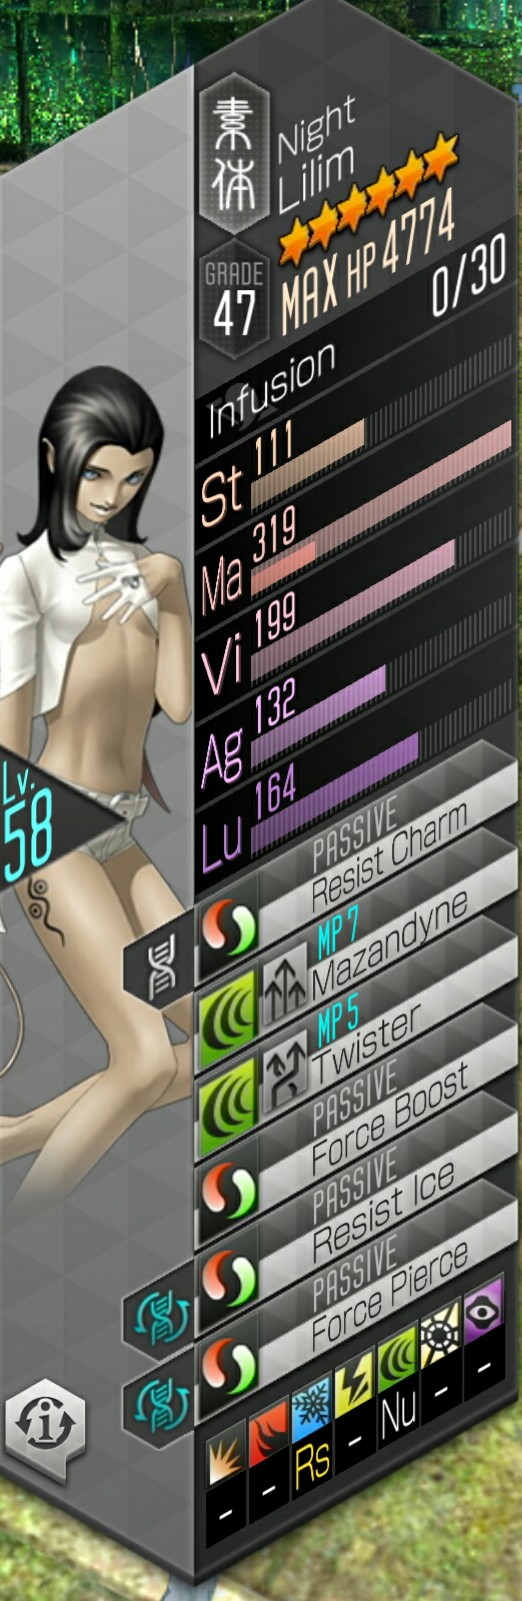 素体
Night
Lilim
MAX HP 4774
GRADE
47
0/30
Infusion
St 111
Ma 319
Vi 199
Ag 132
Lu 164
Lv.
58
PASSIVE
Resist Charm
MP 7
Mazandyne
MP 5
Twister
PASSIVE
Force Boost
PASSIVE
Resist Ice
PASSIVE
Force Pierce
- - Rs - Nu - -
i